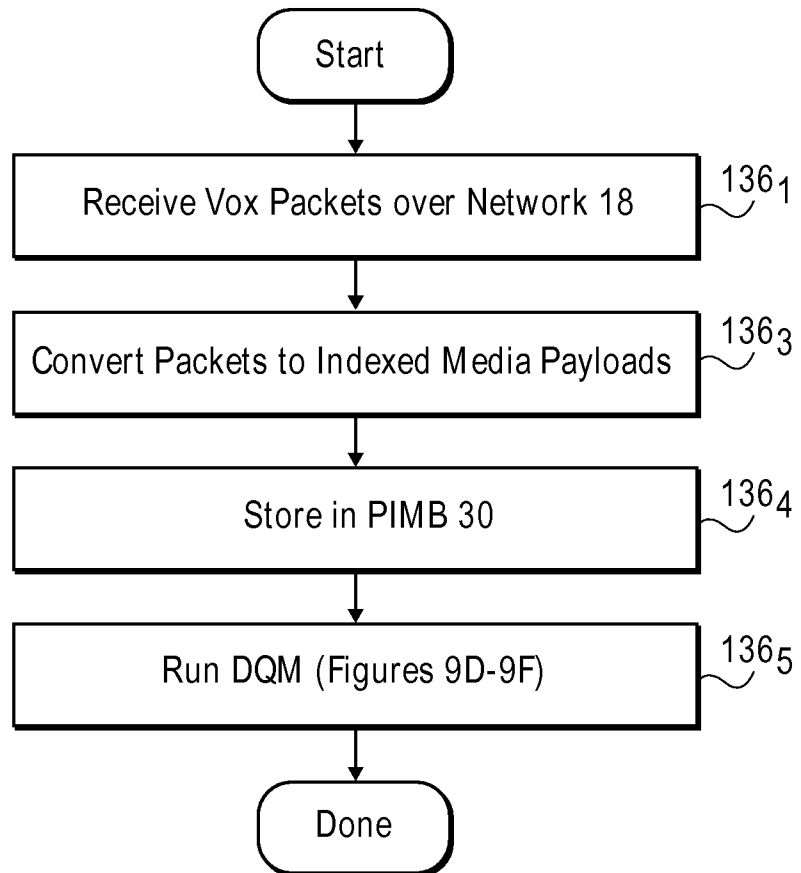 Start
Receive Vox Packets over Network 18
136₁
Convert Packets to Indexed Media Payloads
136₃
Store in PIMB 30
136₄
Run DQM (Figures 9D-9F)
136₅
Done